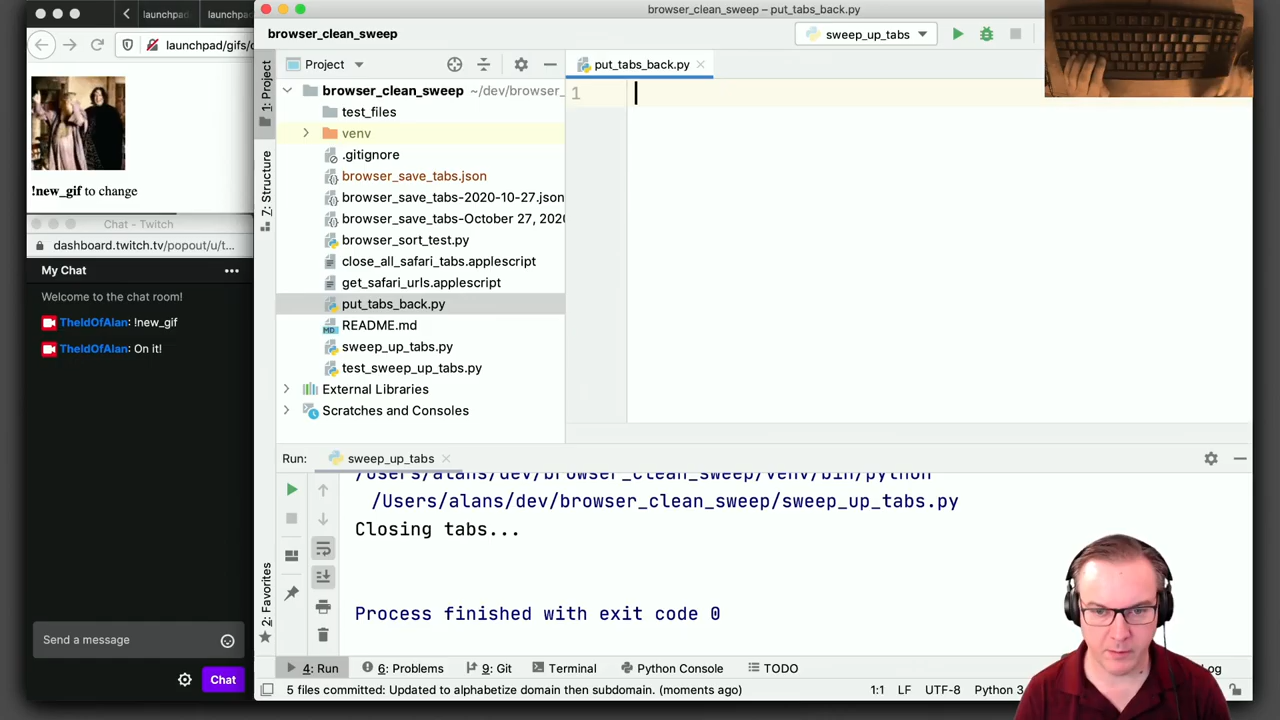 launchpad
launchpad
launchpad/gifs/c
!new_gif to change
Chat - Twitch
dashboard.twitch.tv/popout/u/t...
My Chat
Welcome to the chat room!
TheIdOfAlan: !new_gif
TheIdOfAlan: On it!
Send a message
Chat
browser_clean_sweep – put_tabs_back.py
browser_clean_sweep
sweep_up_tabs
1: Project
7: Structure
2: Favorites
Project
put_tabs_back.py
browser_clean_sweep ~/dev/browser_
test_files
venv
.gitignore
browser_save_tabs.json
browser_save_tabs-2020-10-27.json
browser_save_tabs-October 27, 2020
browser_sort_test.py
close_all_safari_tabs.applescript
get_safari_urls.applescript
put_tabs_back.py
README.md
sweep_up_tabs.py
test_sweep_up_tabs.py
External Libraries
Scratches and Consoles
1
Run: sweep_up_tabs
/Users/alans/dev/browser_clean_sweep/venv/bin/python
/Users/alans/dev/browser_clean_sweep/sweep_up_tabs.py
Closing tabs...
Process finished with exit code 0
4: Run 6: Problems 9: Git Terminal Python Console TODO Log
5 files committed: Updated to alphabetize domain then subdomain. (moments ago) 1:1 LF UTF-8 Python 3